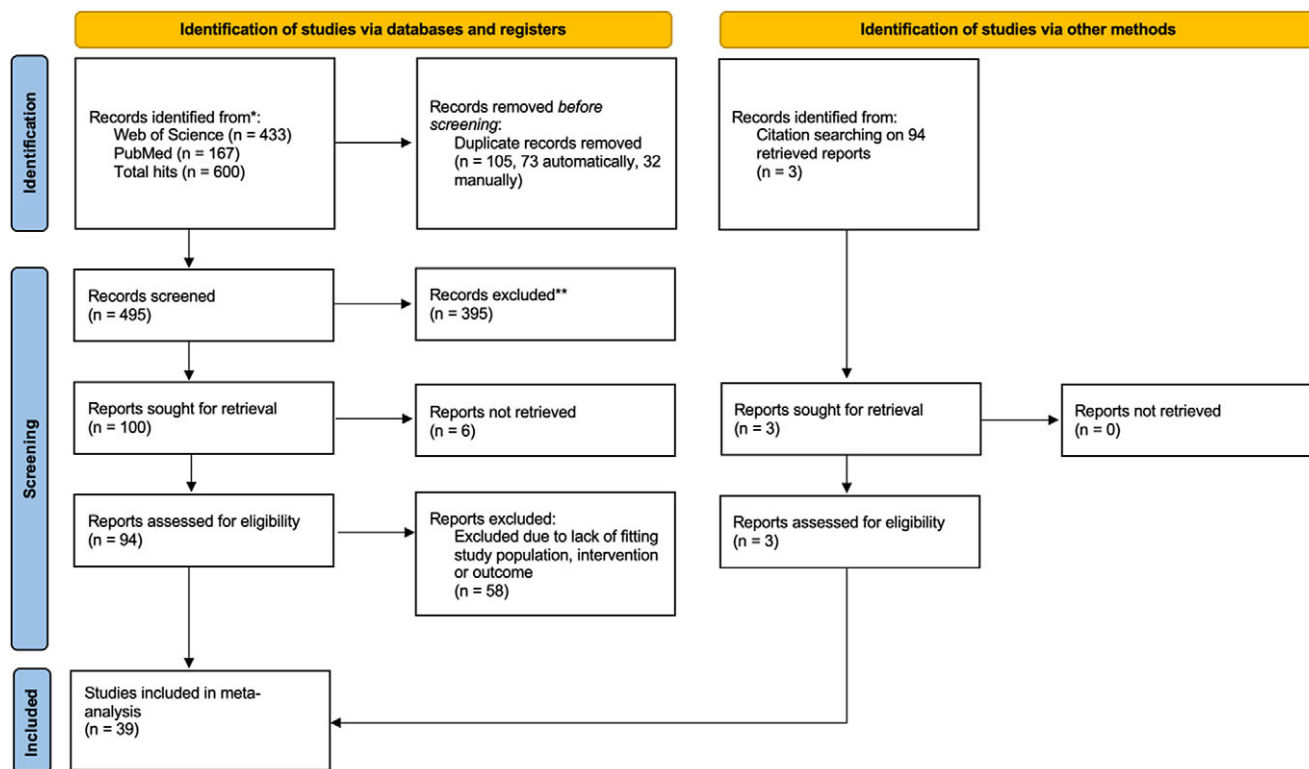 Identification of studies via databases and registers
Identification of studies via other methods
Identification
Records identified from*:
Web of Science (n = 433)
PubMed (n = 167)
Total hits (n = 600)
Records removed before
screening:
Duplicate records removed
(n = 105, 73 automatically, 32
manually)
Records identified from:
Citation searching on 94
retrieved reports
(n = 3)
Screening
Records screened
(n = 495)
Records excluded**
(n = 395)
Reports sought for retrieval
(n = 100)
Reports not retrieved
(n = 6)
Reports sought for retrieval
(n = 3)
Reports not retrieved
(n = 0)
Reports assessed for eligibility
(n = 94)
Reports excluded:
Excluded due to lack of fitting
study population, intervention
or outcome
(n = 58)
Reports assessed for eligibility
(n = 3)
Included
Studies included in meta-
analysis
(n = 39)